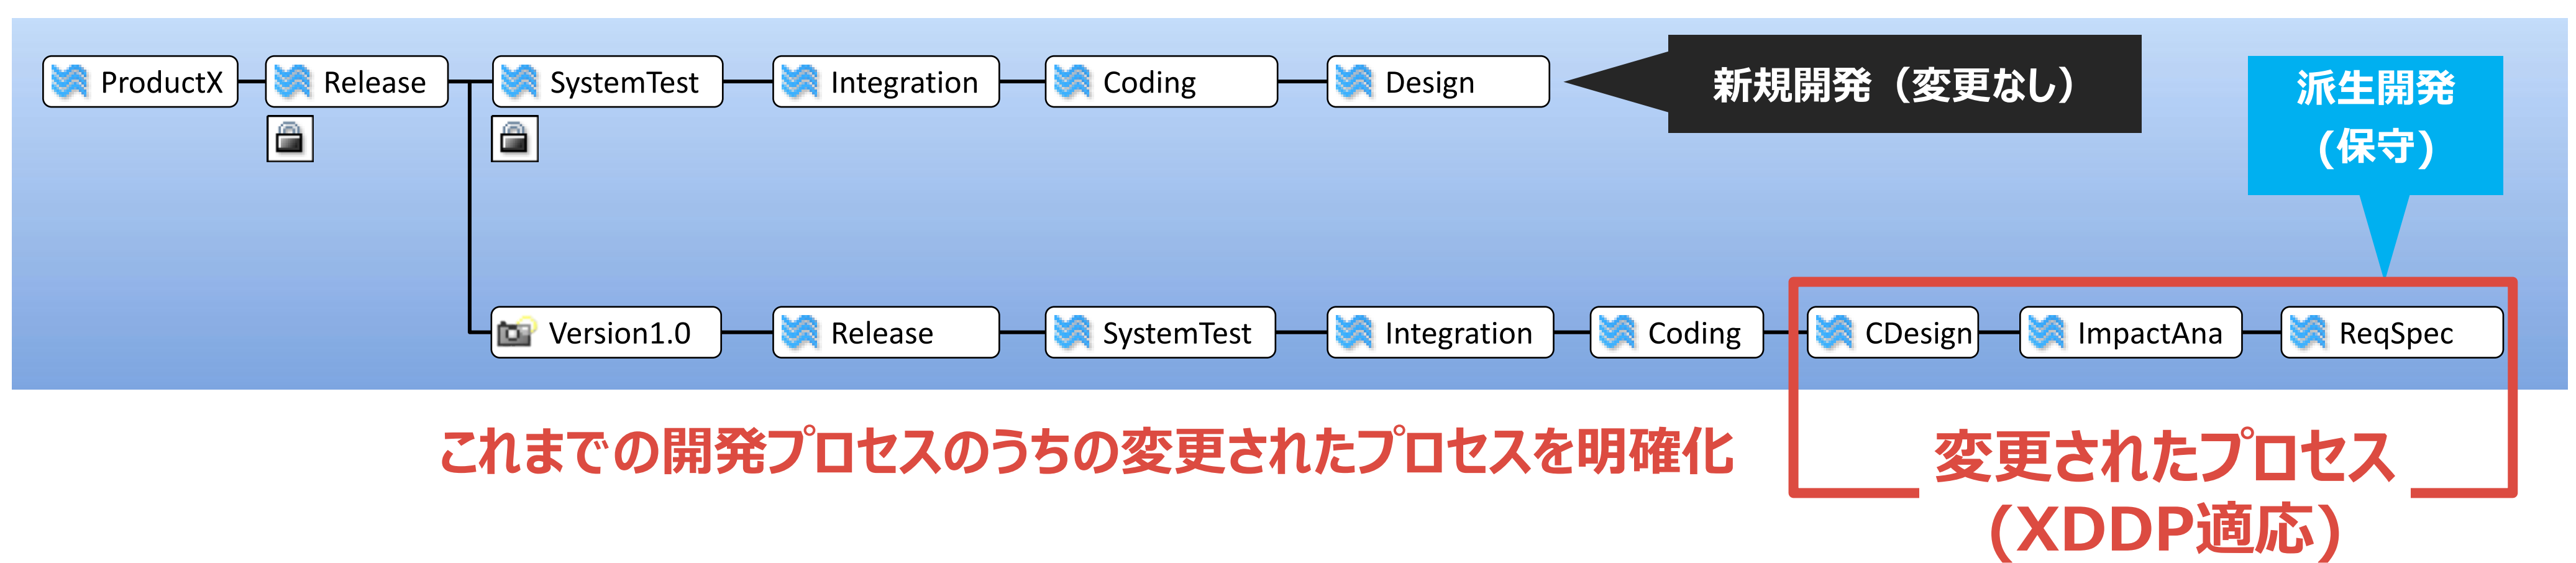 ProductX
Release
SystemTest
Integration
Coding
Design
新規開発（変更なし）
派生開発
(保守)
Version1.0
Release
SystemTest
Integration
Coding
CDesign
ImpactAna
ReqSpec
これまでの開発プロセスのうちの変更されたプロセスを明確化
変更されたプロセス
(XDDP適応)